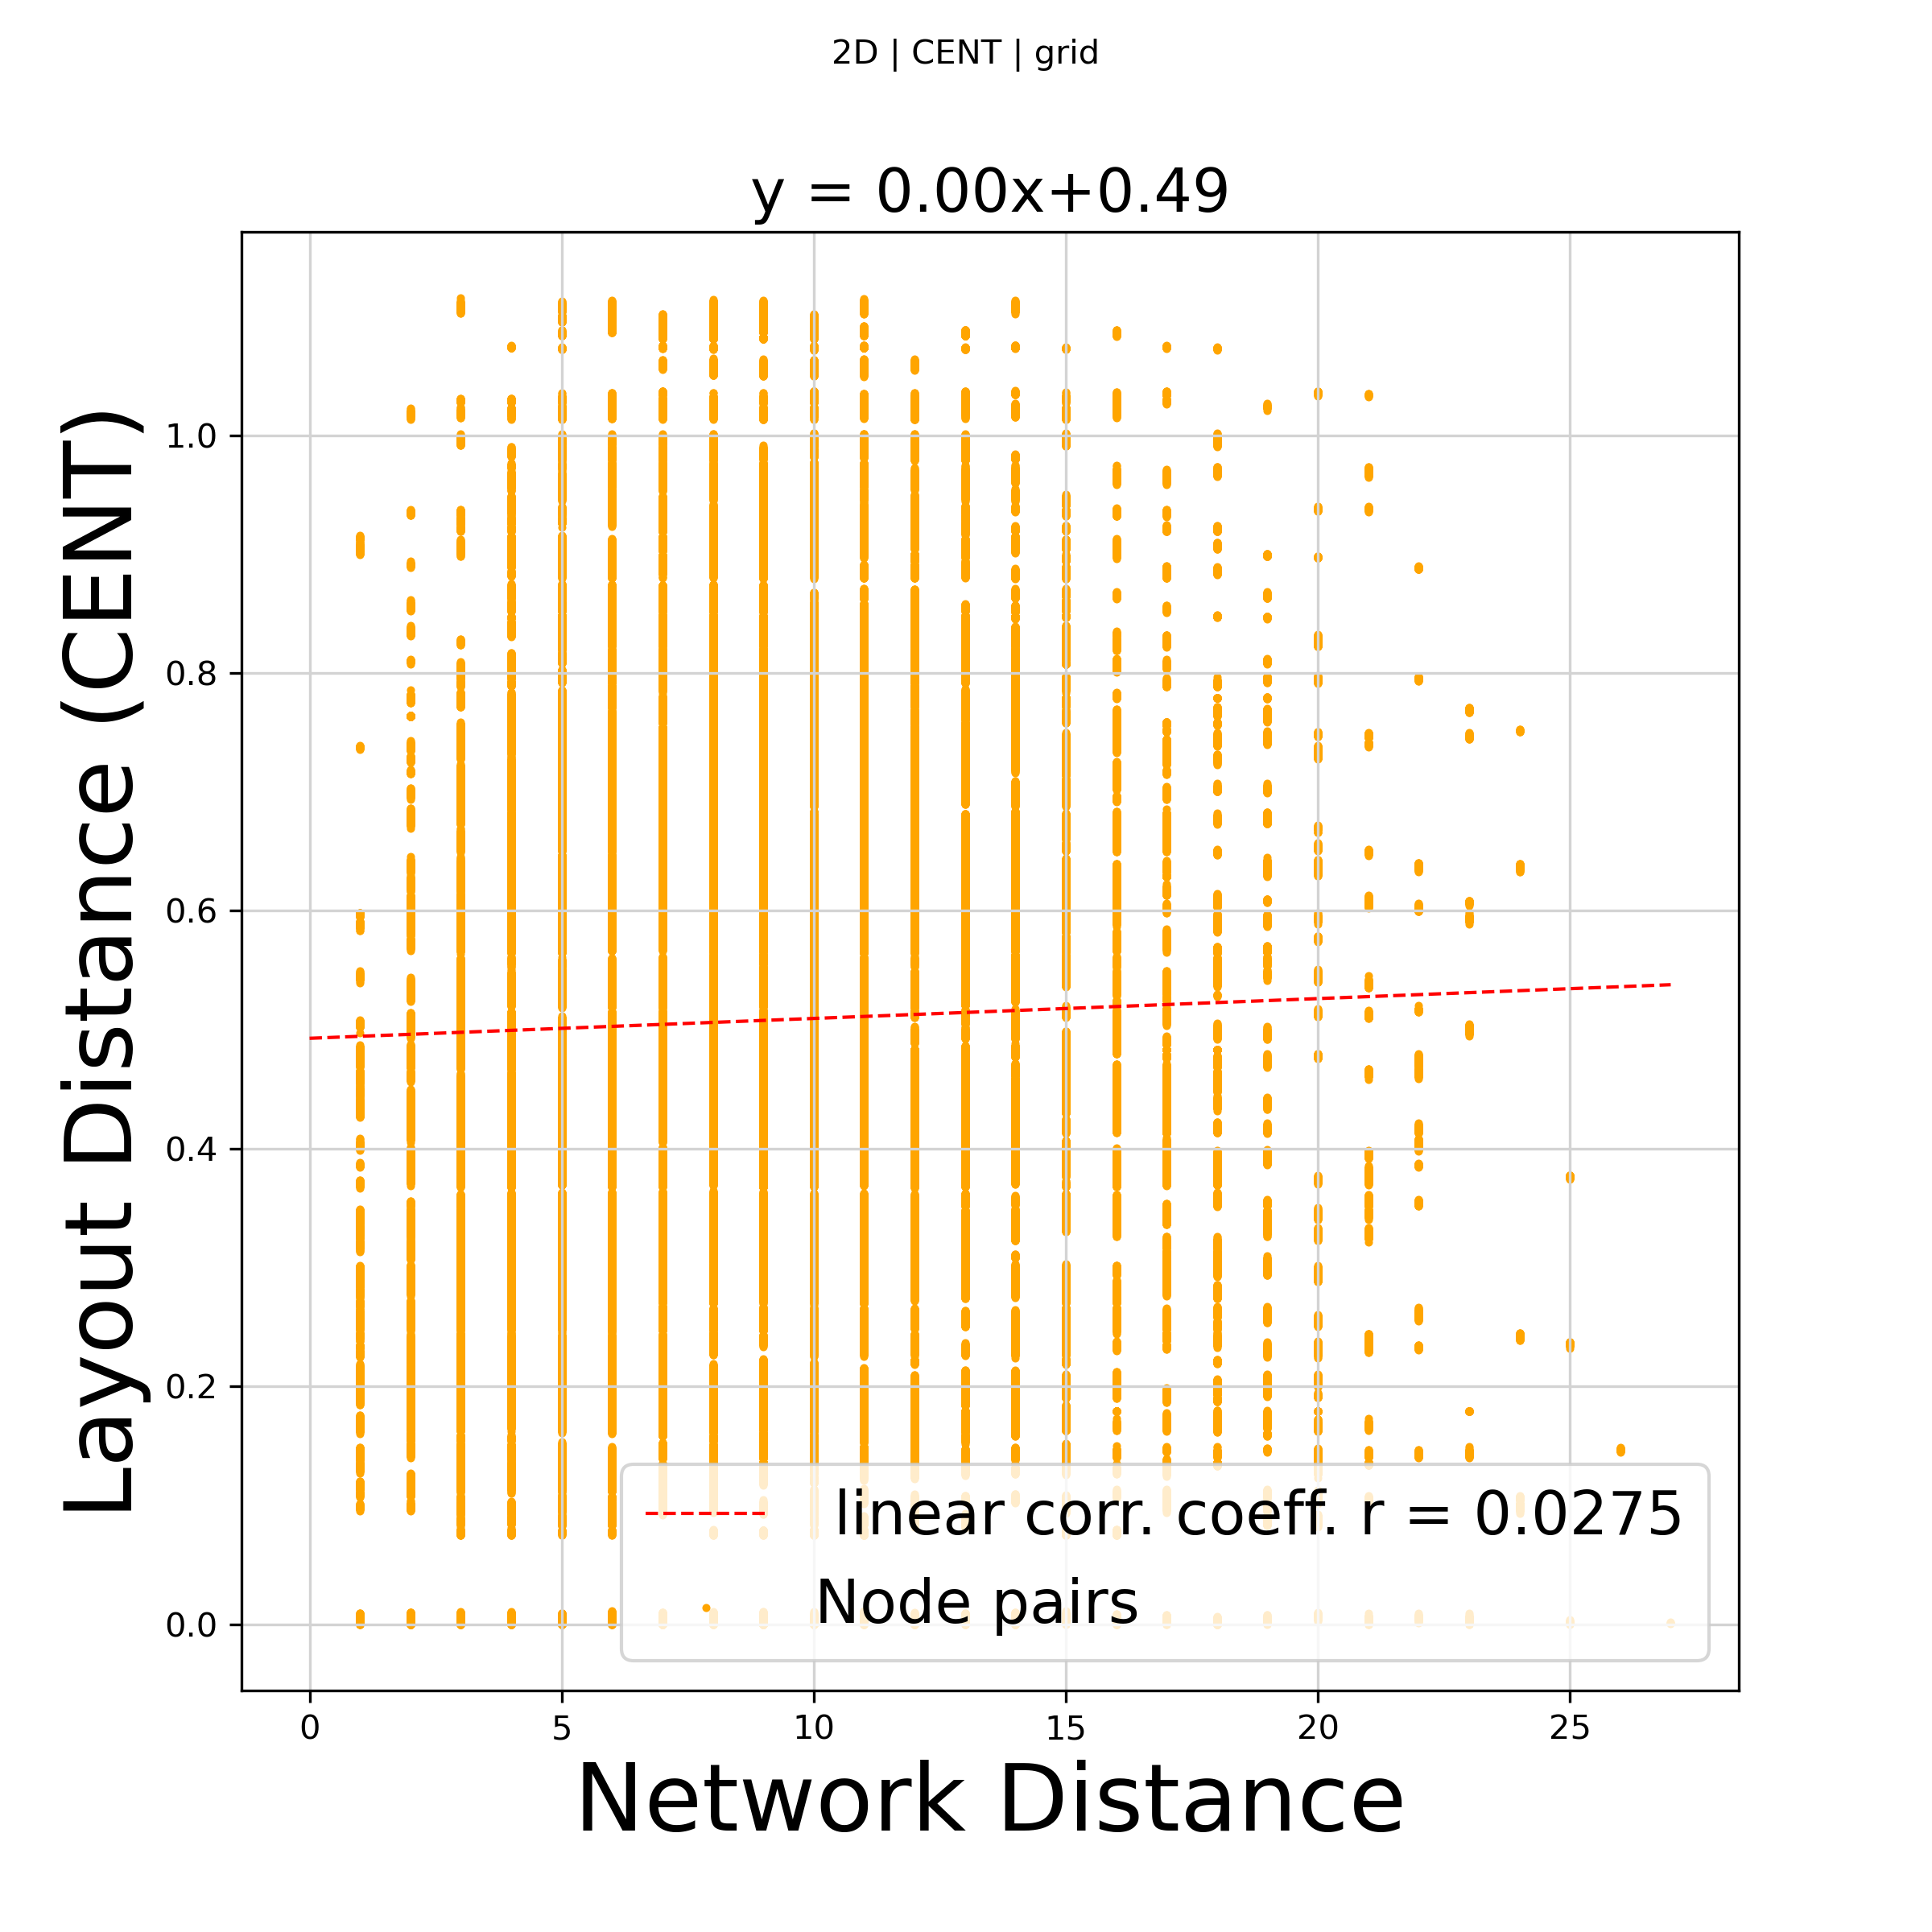 2D | CENT | grid
y = 0.00x+0.49
Layout Distance (CENT)
1.0
0.8
0.6
0.4
0.2
0.0
linear corr. coeff. r = 0.0275
Node pairs
0 5 10 15 20 25
Network Distance